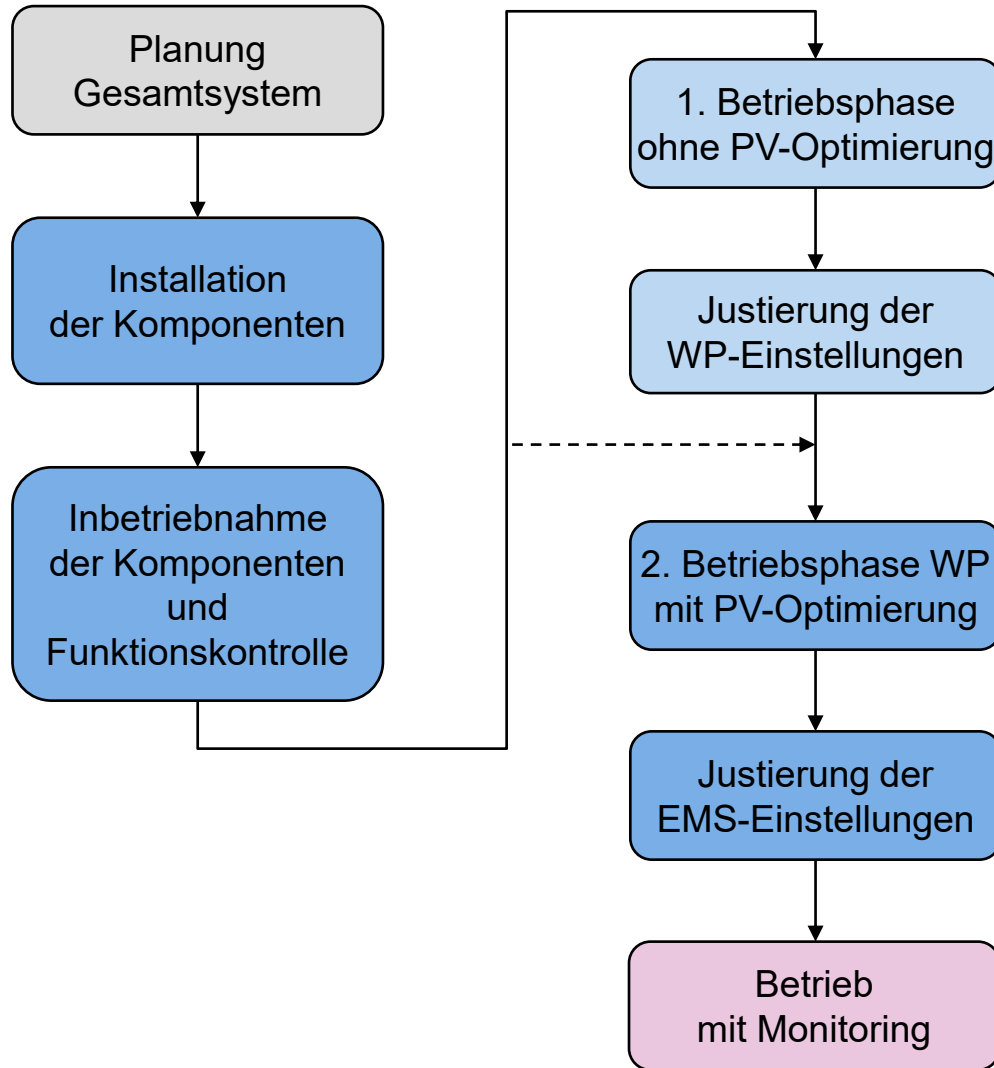 Planung
Gesamtsystem
Installation
der Komponenten
Inbetriebnahme
der Komponenten
und
Funktionskontrolle
1. Betriebsphase
ohne PV-Optimierung
Justierung der
WP-Einstellungen
2. Betriebsphase WP
mit PV-Optimierung
Justierung der
EMS-Einstellungen
Betrieb
mit Monitoring